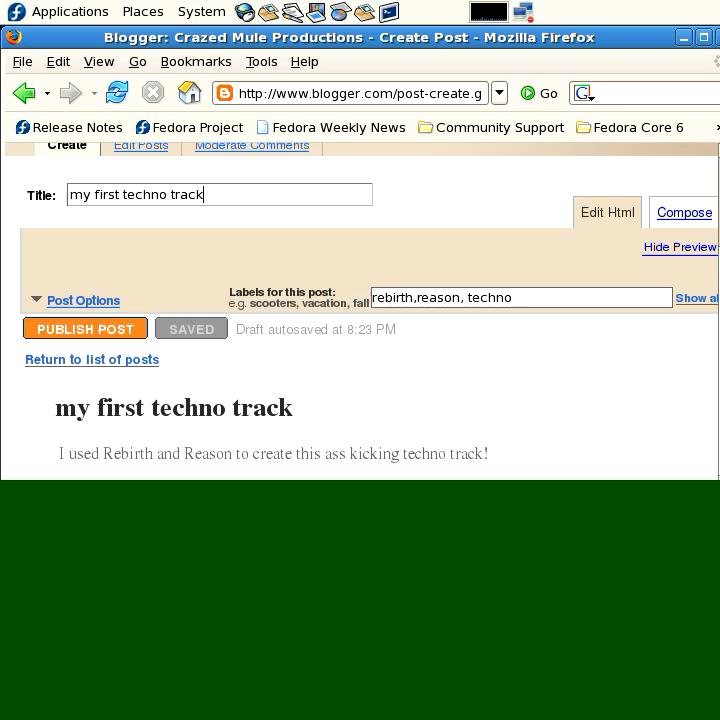 Applications Places System
Blogger: Crazed Mule Productions - Create Post - Mozilla Firefox
File Edit View Go Bookmarks Tools Help
http://www.blogger.com/post-create.g Go G
Release Notes Fedora Project Fedora Weekly News Community Support Fedora Core 6
Create Edit Posts Moderate Comments
Title: my first techno track
Edit Html Compose
Hide Preview
Labels for this post:
Post Options e.g. scooters, vacation, fall rebirth,reason, techno Show al
PUBLISH POST SAVED Draft autosaved at 8:23 PM
Return to list of posts
my first techno track
I used Rebirth and Reason to create this ass kicking techno track!